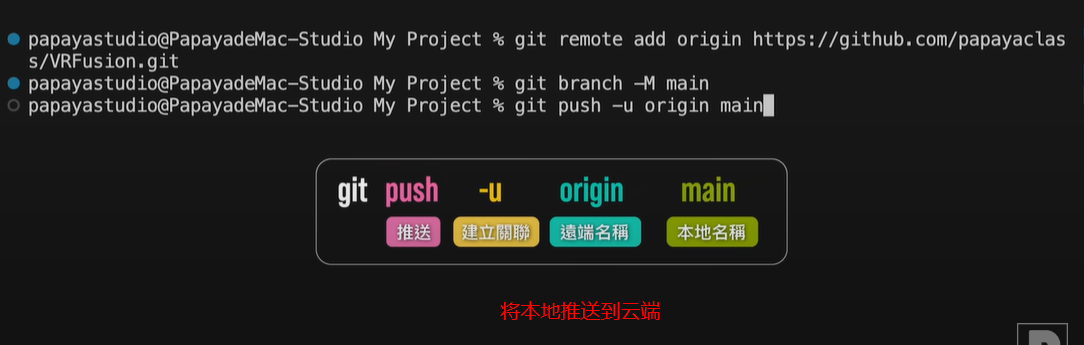 papayastudio@PapayadeMac-Studio My Project % git remote add origin https://github.com/papayaclas
s/VRFusion.git
papayastudio@PapayadeMac-Studio My Project % git branch -M main
papayastudio@PapayadeMac-Studio My Project % git push -u origin main
git push -u origin main
推送 建立關聯 遠端名稱 本地名稱
将本地推送到云端